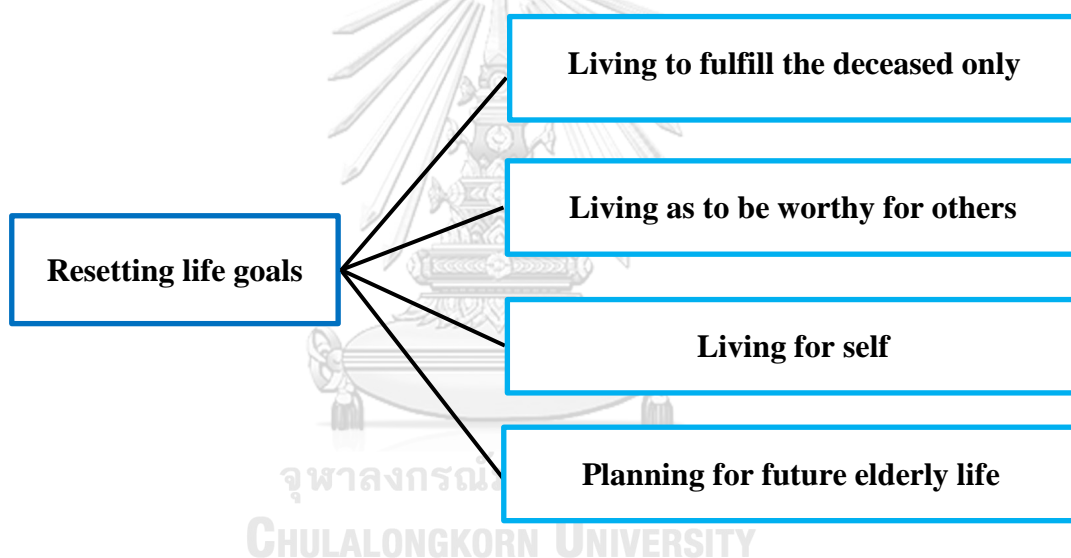 Living to fulfill the deceased only
Living as to be worthy for others
Resetting life goals
Living for self
Planning for future elderly life
จุฬาลงกรณ์
CHULALONGKORN UNIVERSITY